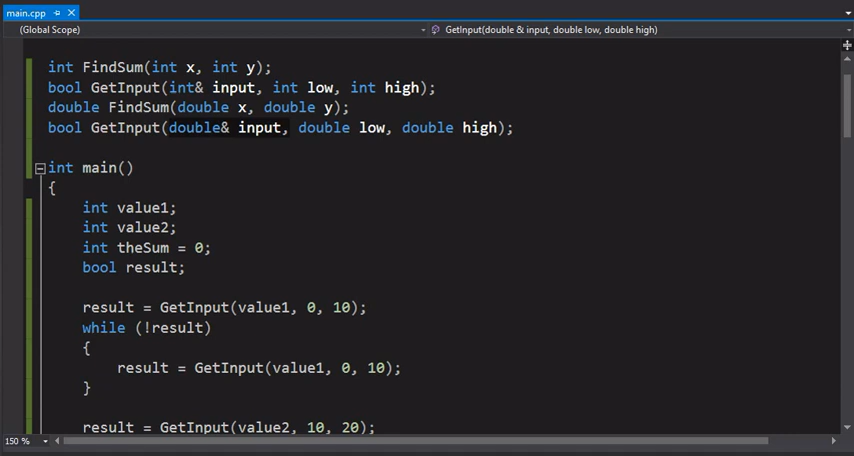 main.cpp
(Global Scope)
GetInput(double & input, double low, double high)
int FindSum(int x, int y);
bool GetInput(int& input, int low, int high);
double FindSum(double x, double y);
bool GetInput(double& input, double low, double high);
int main()
{
int value1;
int value2;
int theSum = 0;
bool result;
result = GetInput(value1, 0, 10);
while (!result)
{
result = GetInput(value1, 0, 10);
}
result = GetInput(value2, 10, 20);
150 %